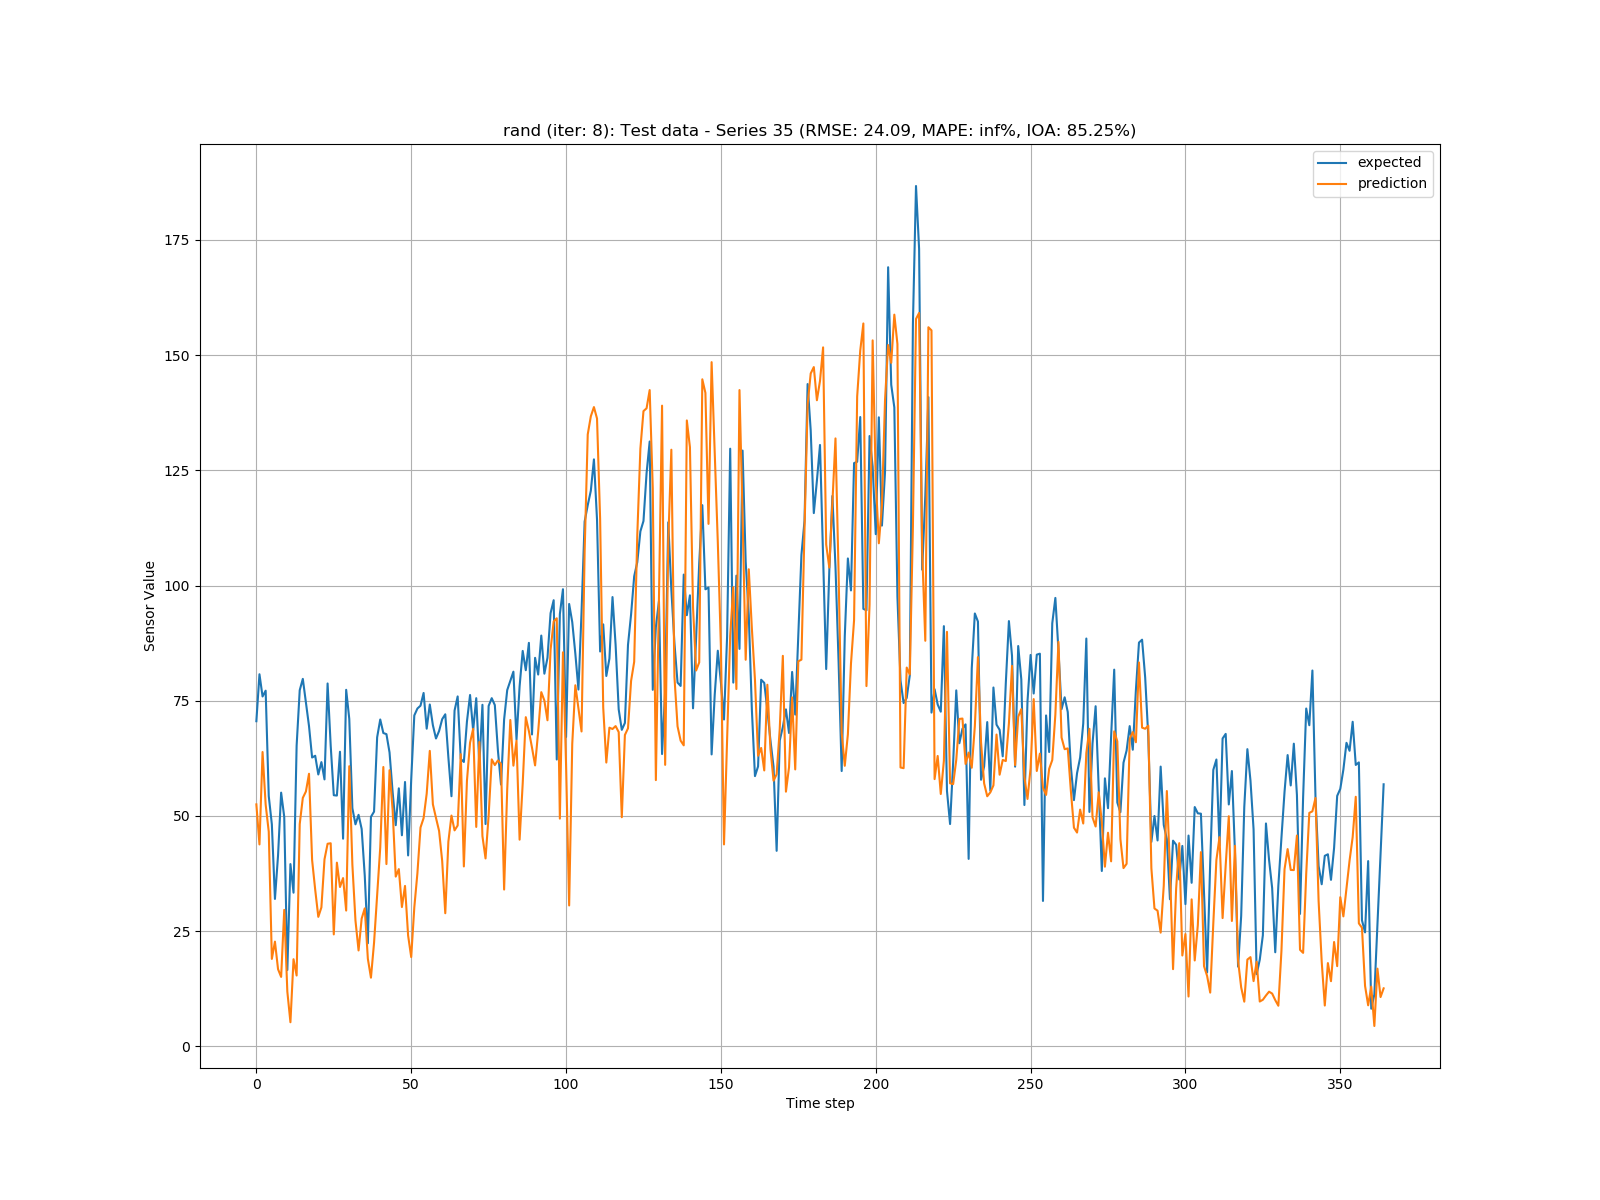 rand (iter: 8): Test data - Series 35 (RMSE: 24.09, MAPE: inf%, IOA: 85.25%)
expected
prediction
175
150
125
100
75
50
25
0
Sensor Value
0 50 100 150 200 250 300 350
Time step